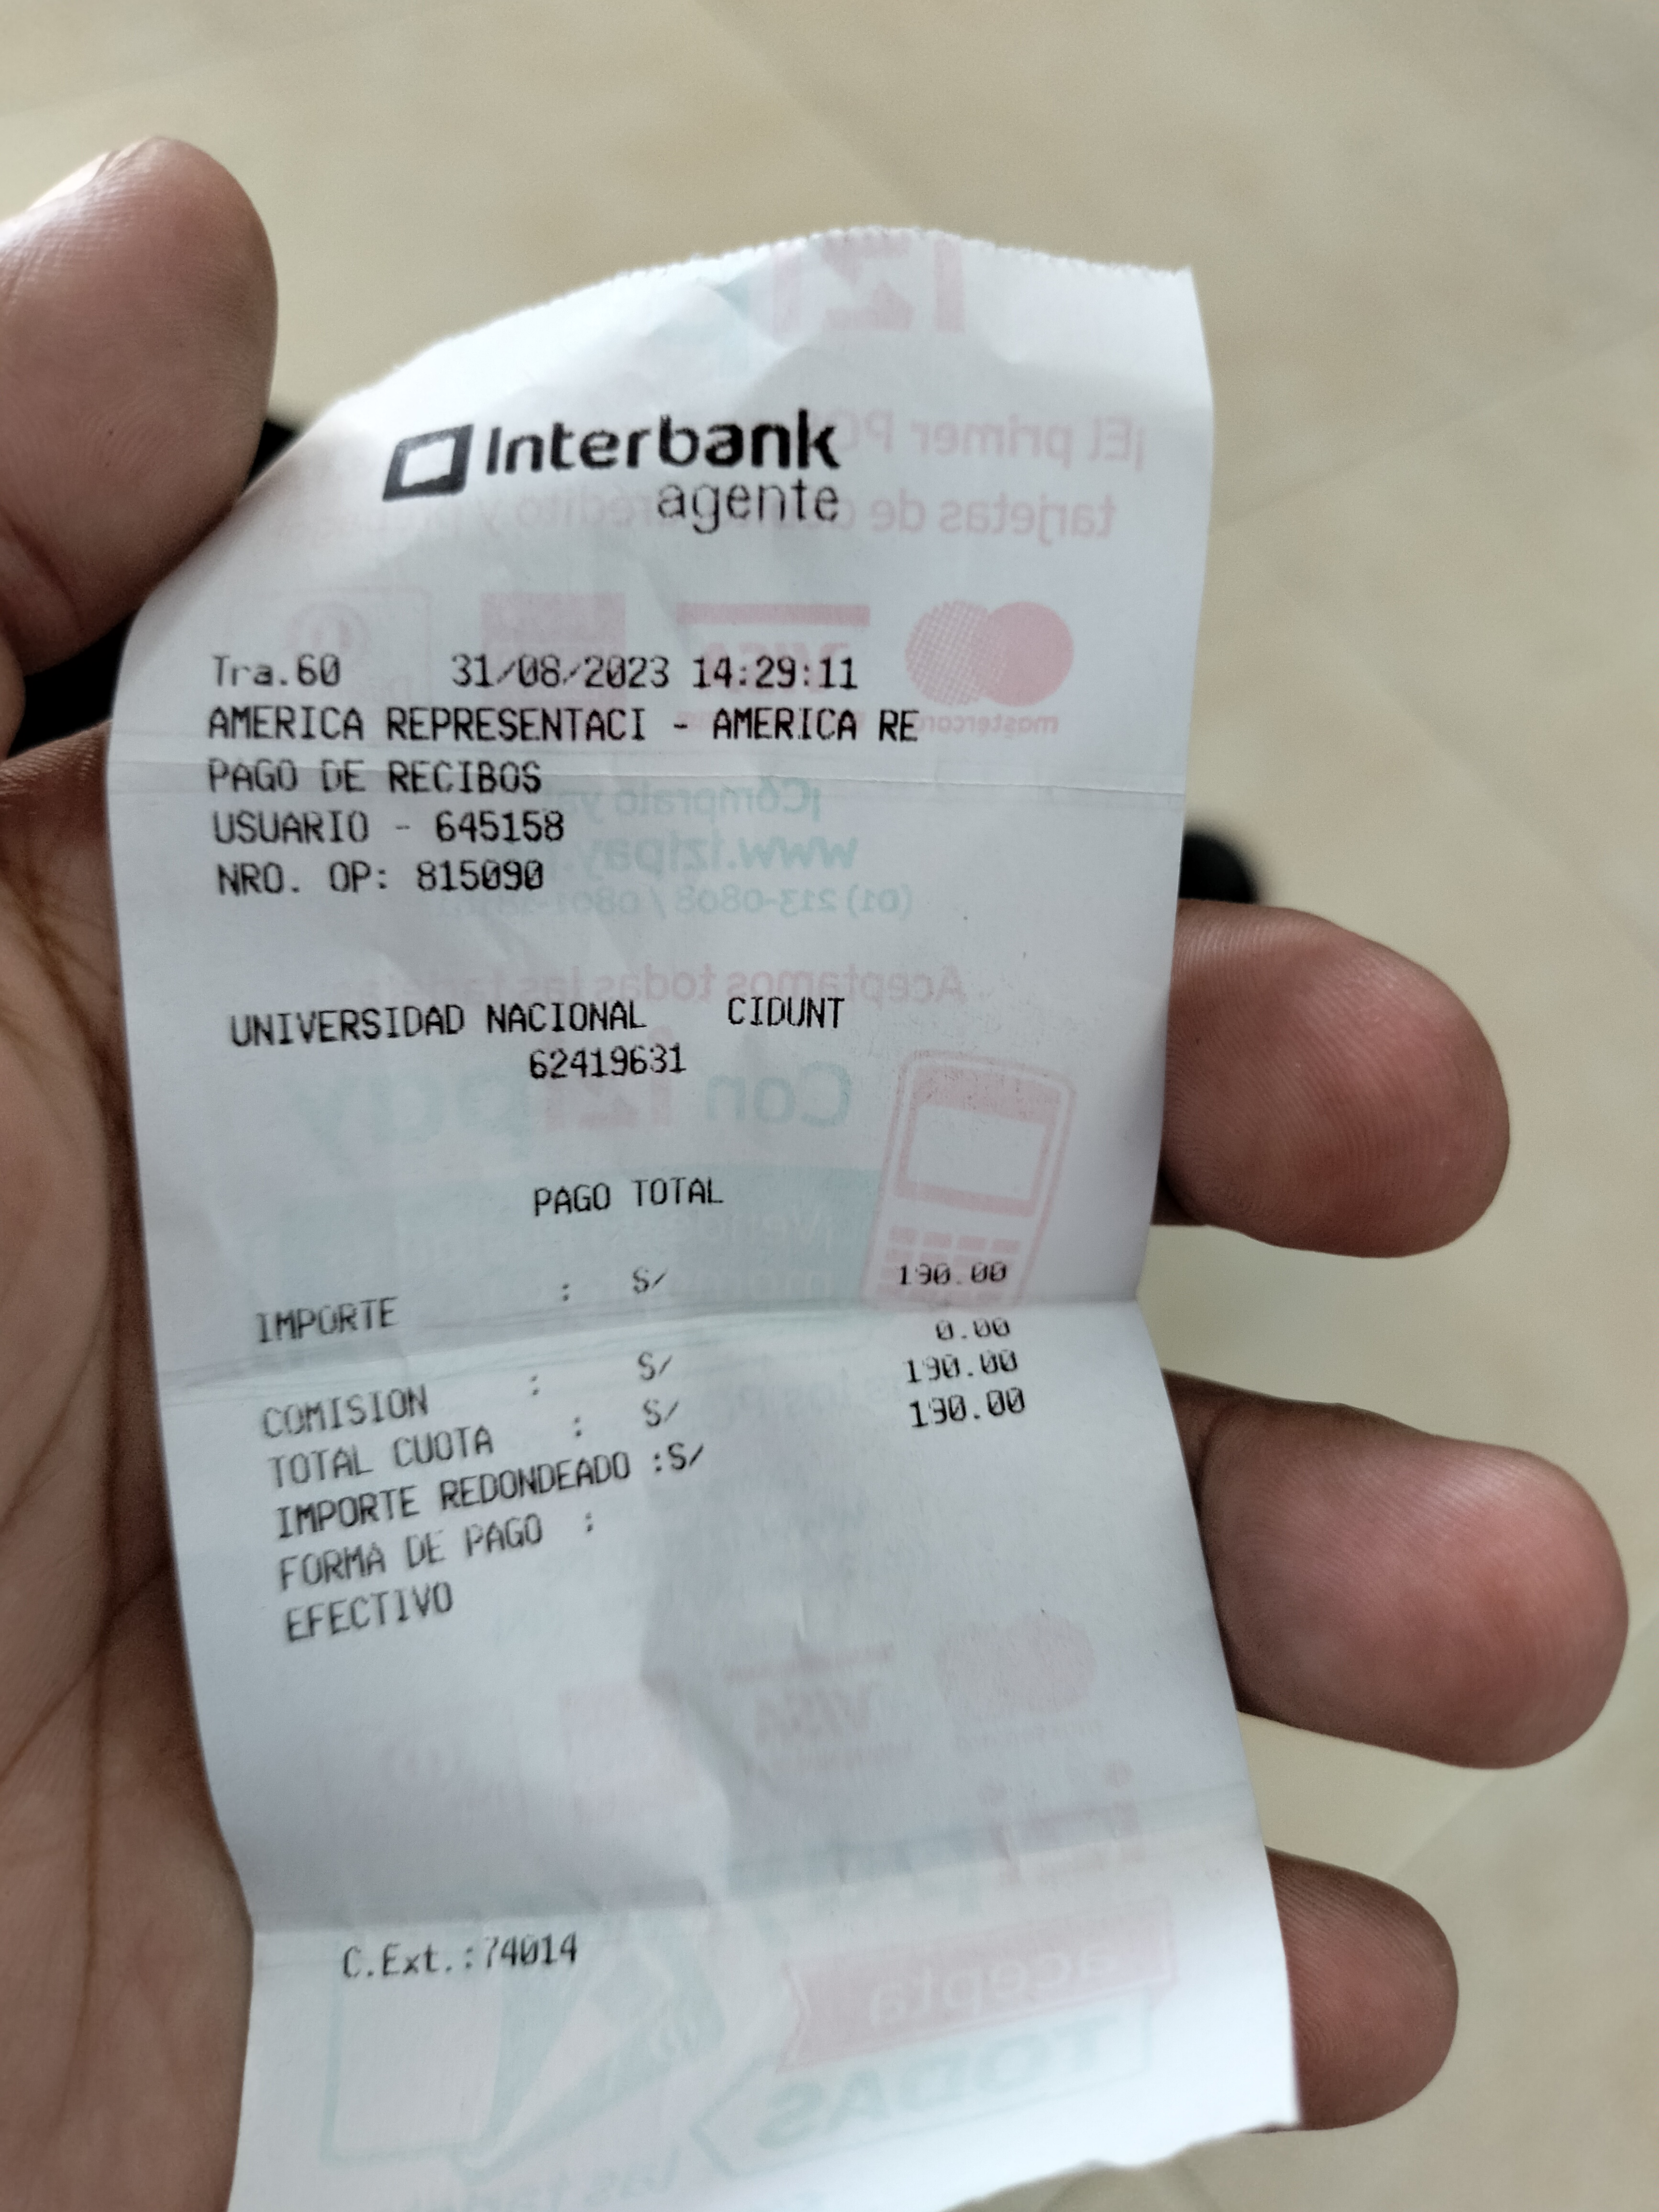 Interbank
agente
Tra.60 31/08/2023 14:29:11
AMERICA REPRESENTACI - AMERICA RE
PAGO DE RECIBOS
USUARIO - 645158
NRO. OP: 815090
UNIVERSIDAD NACIONAL CIDUNT
62419631
PAGO TOTAL
IMPORTE : S/ 190.00
COMISION : S/ 0.00
TOTAL CUOTA : S/ 190.00
IMPORTE REDONDEADO :S/ 190.00
FORMA DE PAGO :
EFECTIVO
C.Ext.:74014